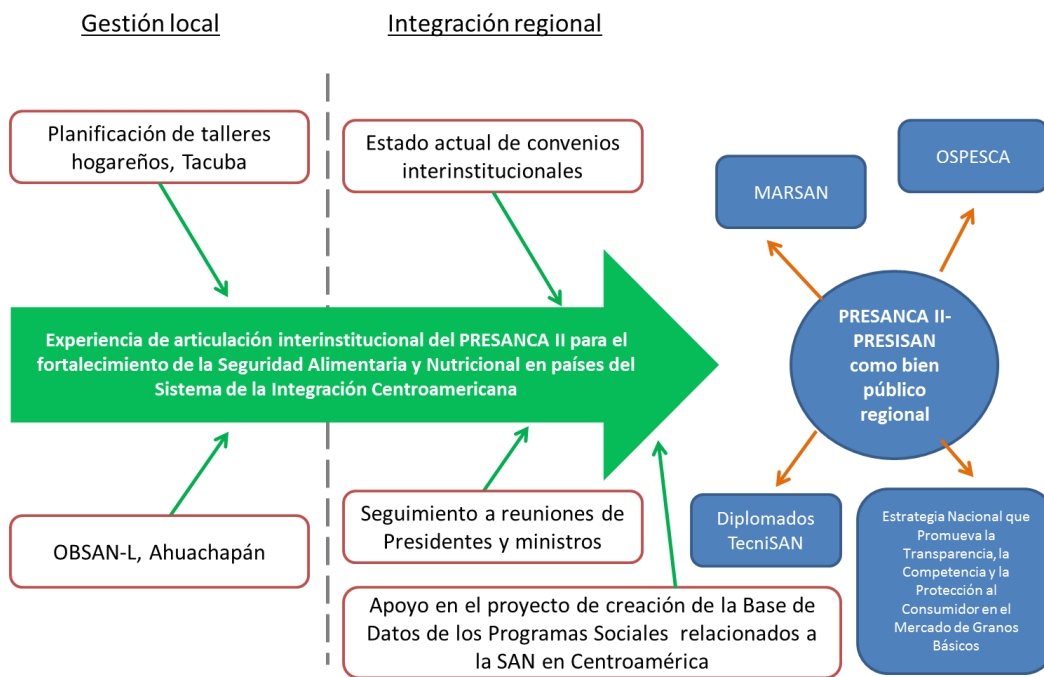 Gestión local
Integración regional
Planificación de talleres
hogareños, Tacuba
Estado actual de convenios
interinstitucionales
MARSAN
OSPESCA
Experiencia de articulación interinstitucional del PRESANCA II para el
fortalecimiento de la Seguridad Alimentaria y Nutricional en países del
Sistema de la Integración Centroamericana
PRESANCA II-
PRESISAN
como bien
público
regional
OBSAN-L, Ahuachapán
Seguimiento a reuniones de
Presidentes y ministros
Apoyo en el proyecto de creación de la Base de
Datos de los Programas Sociales relacionados a
la SAN en Centroamérica
Diplomados
TecniSAN
Estrategia Nacional que
Promueva la
Transparencia, la
Competencia y la
Protección al
Consumidor en el
Mercado de Granos
Básicos